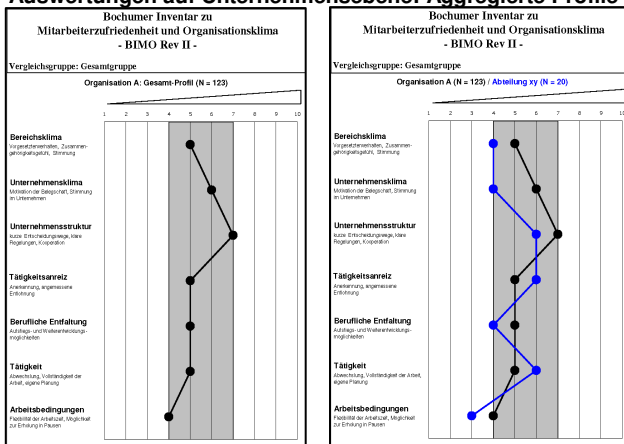 Auswertungen auf Unternehmensebene: Aggregierte Profile
Bochumer Inventar zu
Mitarbeiterzufriedenheit und Organisationsklima
- BIMO Rev II -
Vergleichsgruppe: Gesamtgruppe
Organisation A: Gesamt-Profil (N = 123)
1 2 3 4 5 6 7 8 9 10
Bereichsklima
Vorgesetztenverhalten, Zusammen-
gehörigkeitsgefühl, Stimmung
Unternehmensklima
Motivation der Belegschaft, Stimmung
im Unternehmen
Unternehmensstruktur
kurze Entscheidungswege, klare
Regelungen, Kooperation
Tätigkeitsanreiz
Anerkennung, angemessene
Entlohnung
Berufliche Entfaltung
Aufstiegs- und Weiterentwicklungs-
möglichkeiten
Tätigkeit
Abwechslung, Vollständigkeit der
Arbeit, eigene Planung
Arbeitsbedingungen
Flexibilität der Arbeitszeit, Möglichkeit
zur Erholung in Pausen
Bochumer Inventar zu
Mitarbeiterzufriedenheit und Organisationsklima
- BIMO Rev II -
Vergleichsgruppe: Gesamtgruppe
Organisation A (N = 123) / Abteilung xy (N = 20)
1 2 3 4 5 6 7 8 9 10
Bereichsklima
Vorgesetztenverhalten, Zusammen-
gehörigkeitsgefühl, Stimmung
Unternehmensklima
Motivation der Belegschaft, Stimmung
im Unternehmen
Unternehmensstruktur
kurze Entscheidungswege, klare
Regelungen, Kooperation
Tätigkeitsanreiz
Anerkennung, angemessene
Entlohnung
Berufliche Entfaltung
Aufstiegs- und Weiterentwicklungs-
möglichkeiten
Tätigkeit
Abwechslung, Vollständigkeit der Arbeit,
eigene Planung
Arbeitsbedingungen
Flexibilität der Arbeitszeit, Möglichkeit
zur Erholung in Pausen